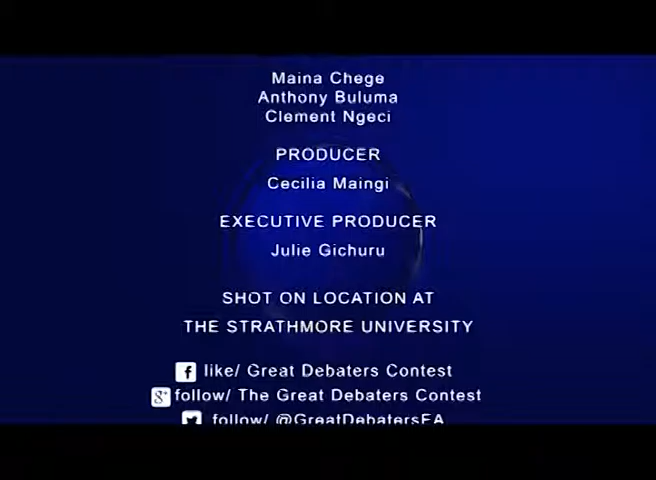 Maina Chege
Anthony Buluma
Clement Ngeci
PRODUCER
Cecilia Maingi
EXECUTIVE PRODUCER
Julie Gichuru
SHOT ON LOCATION AT
THE STRATHMORE UNIVERSITY
like/ Great Debaters Contest
follow/ The Great Debaters Contest
follow/ @GreatDebatersEA